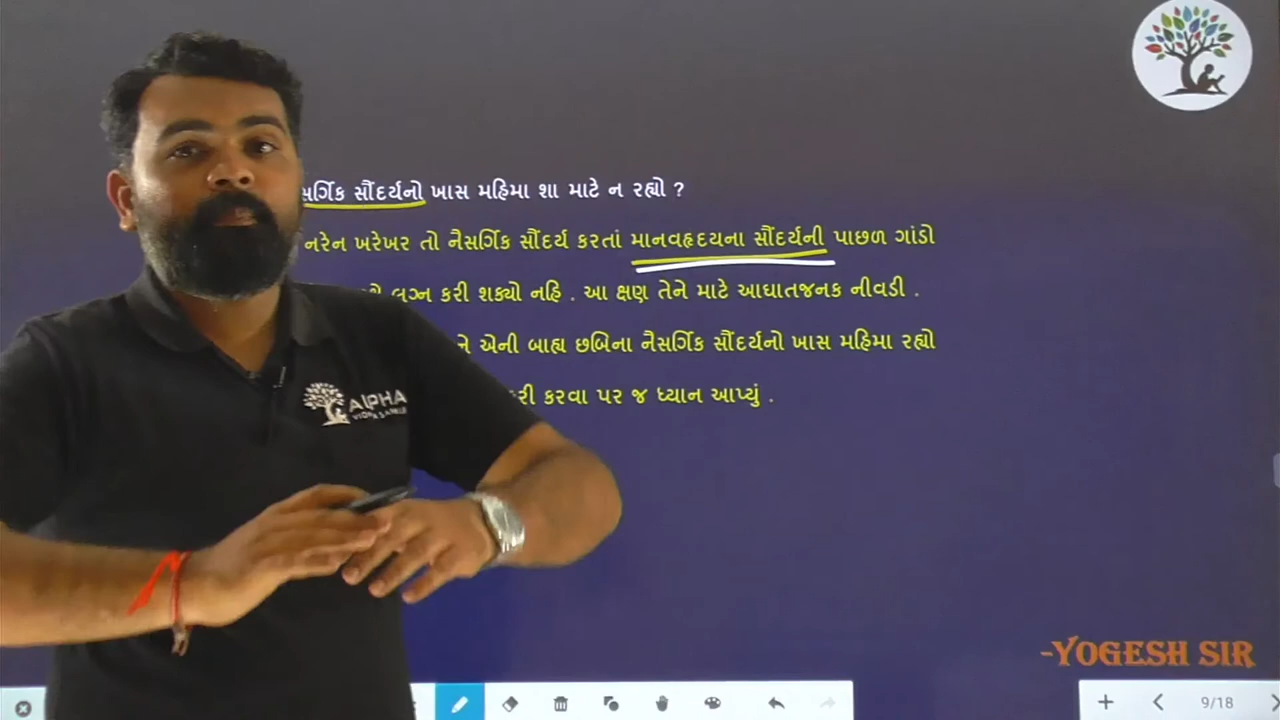 સૌંદર્યનો ખાસ મહિમા શા માટે ન રહ્યો ?
નરેન ખરેખર તો નૈસર્ગિક સૌંદર્ય કરતાં માનવહૃદયના સૌંદર્યની પાછળ ગાંડો
લગ્ન કરી શક્યો નહિ . આ ક્ષણ તેને માટે આઘાતજનક નીવડી .
એની બાહ્ય છબિના નૈસર્ગિક સૌંદર્યનો ખાસ મહિમા રહ્યો
કરવા પર જ ધ્યાન આપ્યું .
AlPHA
-YOGESH SIR
9/18